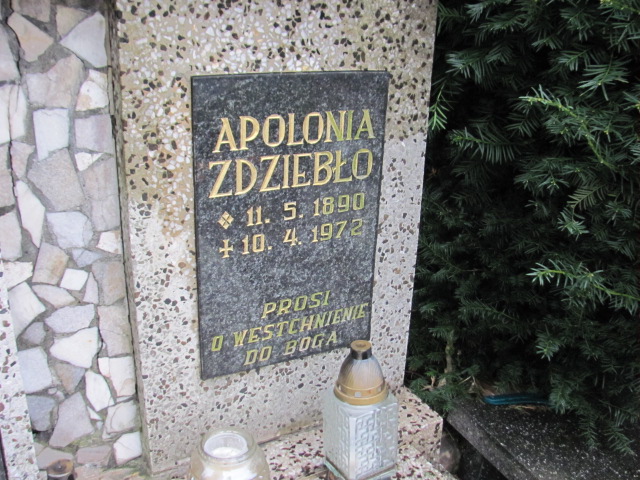 APOLONIA
ZDZIEBŁO
11. 5. 1890
10. 4. 1972
PROSI
O WESTCHNIENIE
DO BOGA